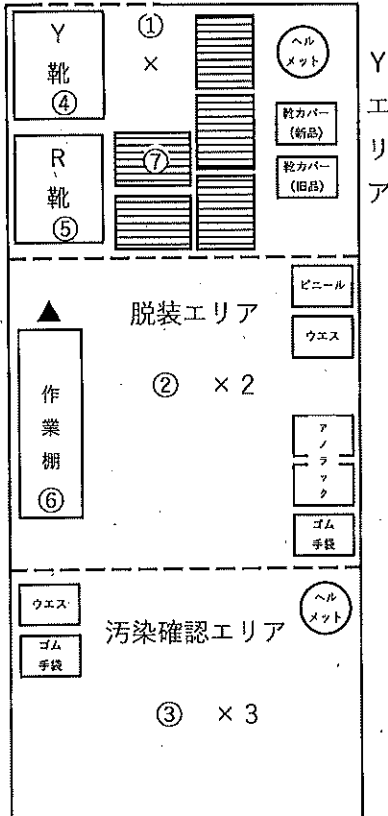 Y
靴
④
①
×
ヘル
メット
Yエリア
靴カバー
(新品)
R
靴
⑤
⑦
靴カバー
(旧品)
▲
脱装エリア
ビニール
ウエス
作業棚
⑥
② ×2
アノラック
ゴム
手袋
ウエス
ゴム
手袋
汚染確認エリア
ヘル
メット
③ ×3